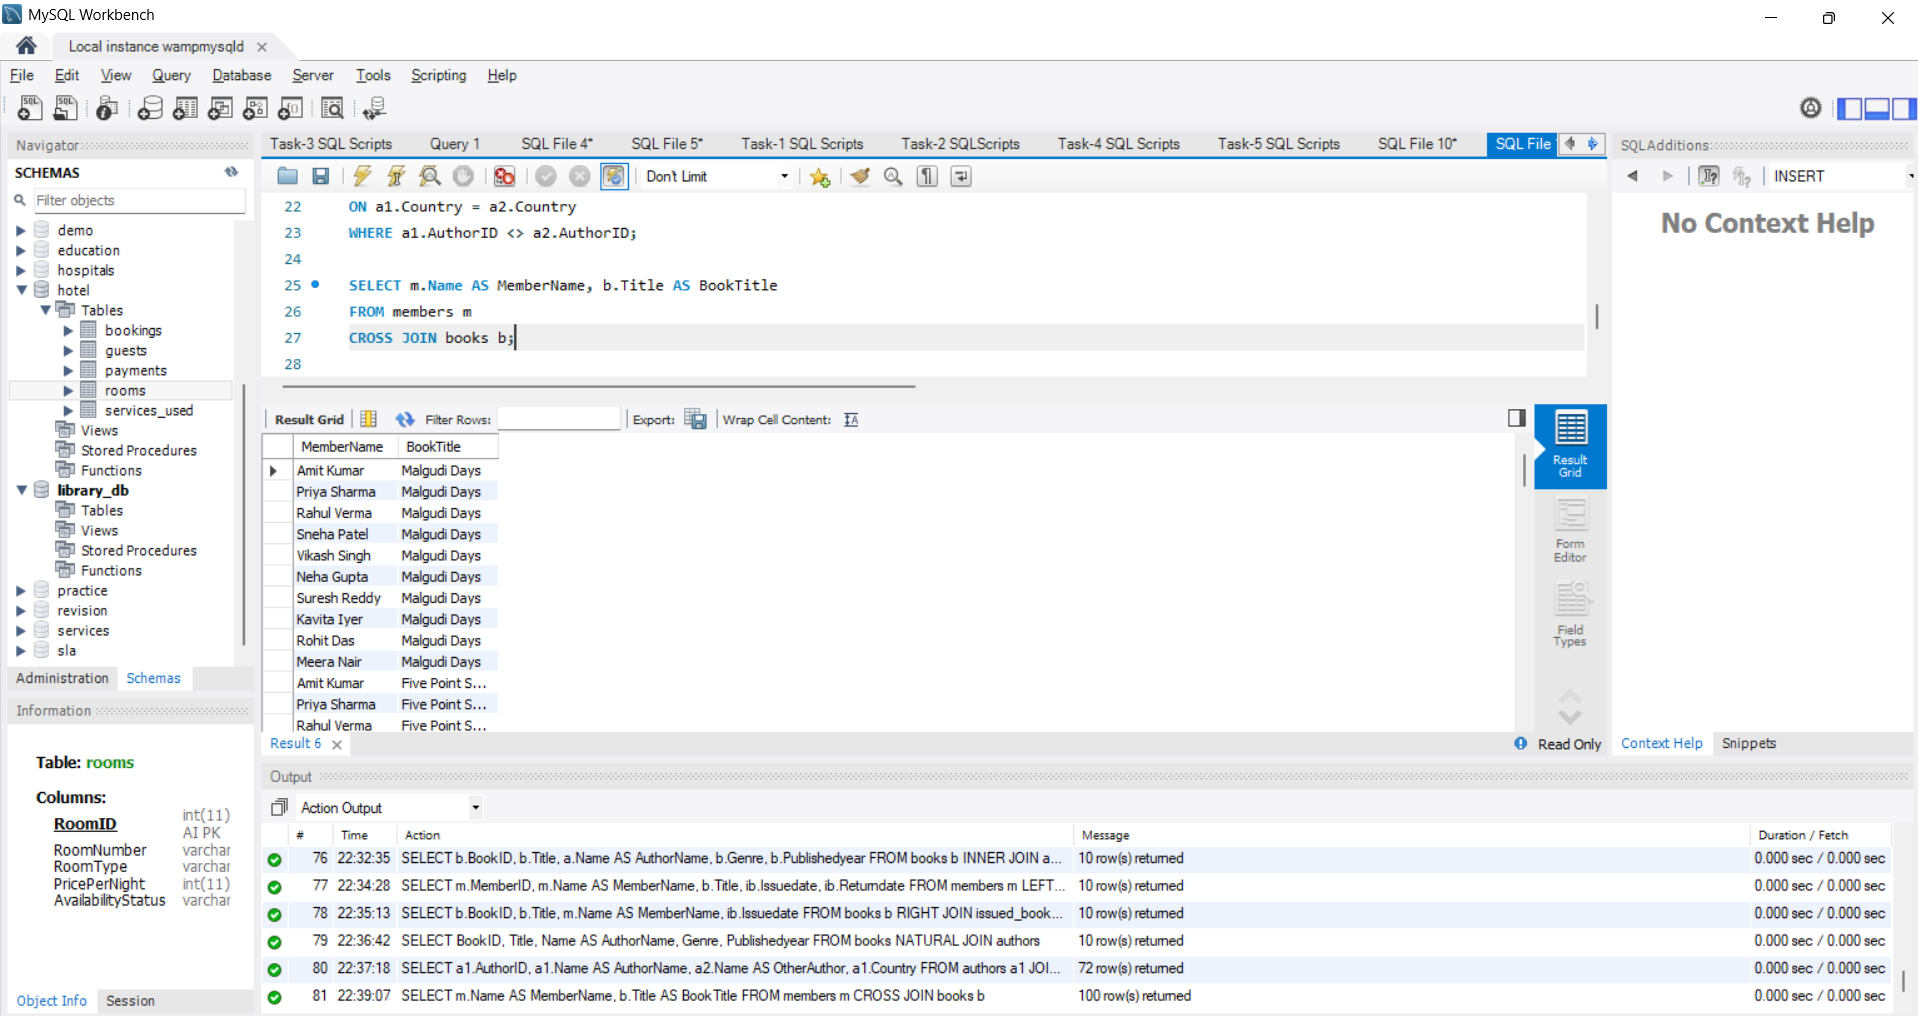 MySQL Workbench
Local instance wampmysqld
File Edit View Query Database Server Tools Scripting Help
Navigator
SCHEMAS
Filter objects
demo
education
hospitals
hotel
Tables
bookings
guests
payments
rooms
services_used
Views
Stored Procedures
Functions
library_db
Tables
Views
Stored Procedures
Functions
practice
revision
services
sla
Administration Schemas
Information
Table: rooms
Columns:
RoomID int(11) AI PK
RoomNumber varchar
RoomType varchar
PricePerNight int(11)
AvailabilityStatus varchar
Object Info Session
Task-3 SQL Scripts Query 1 SQL File 4* SQL File 5* Task-1 SQL Scripts Task-2 SQLScripts Task-4 SQL Scripts Task-5 SQL Scripts SQL File 10* SQL File
Don't Limit
22 ON a1.Country = a2.Country
23 WHERE a1.AuthorID <> a2.AuthorID;
24
25 SELECT m.Name AS MemberName, b.Title AS BookTitle
26 FROM members m
27 CROSS JOIN books b;
28
Result Grid Filter Rows: Export: Wrap Cell Content:
MemberName BookTitle
Amit Kumar Malgudi Days
Priya Sharma Malgudi Days
Rahul Verma Malgudi Days
Sneha Patel Malgudi Days
Vikash Singh Malgudi Days
Neha Gupta Malgudi Days
Suresh Reddy Malgudi Days
Kavita Iyer Malgudi Days
Rohit Das Malgudi Days
Meera Nair Malgudi Days
Amit Kumar Five Point S...
Priya Sharma Five Point S...
Rahul Verma Five Point S...
Result Grid
Form Editor
Field Types
Result 6
Read Only
SQLAdditions
INSERT
No Context Help
Context Help Snippets
Output
Action Output
# Time Action Message Duration / Fetch
76 22:32:35 SELECT b.BookID, b.Title, a.Name AS AuthorName, b.Genre, b.Publishedyear FROM books b INNER JOIN a... 10 row(s) returned 0.000 sec / 0.000 sec
77 22:34:28 SELECT m.MemberID, m.Name AS MemberName, b.Title, ib.Issuedate, ib.Returndate FROM members m LEFT... 10 row(s) returned 0.000 sec / 0.000 sec
78 22:35:13 SELECT b.BookID, b.Title, m.Name AS MemberName, ib.Issuedate FROM books b RIGHT JOIN issued_book... 10 row(s) returned 0.000 sec / 0.000 sec
79 22:36:42 SELECT BookID, Title, Name AS AuthorName, Genre, Publishedyear FROM books NATURAL JOIN authors 10 row(s) returned 0.000 sec / 0.000 sec
80 22:37:18 SELECT a1.AuthorID, a1.Name AS AuthorName, a2.Name AS OtherAuthor, a1.Country FROM authors a1 JOI... 72 row(s) returned 0.000 sec / 0.000 sec
81 22:39:07 SELECT m.Name AS MemberName, b.Title AS BookTitle FROM members m CROSS JOIN books b 100 row(s) returned 0.000 sec / 0.000 sec